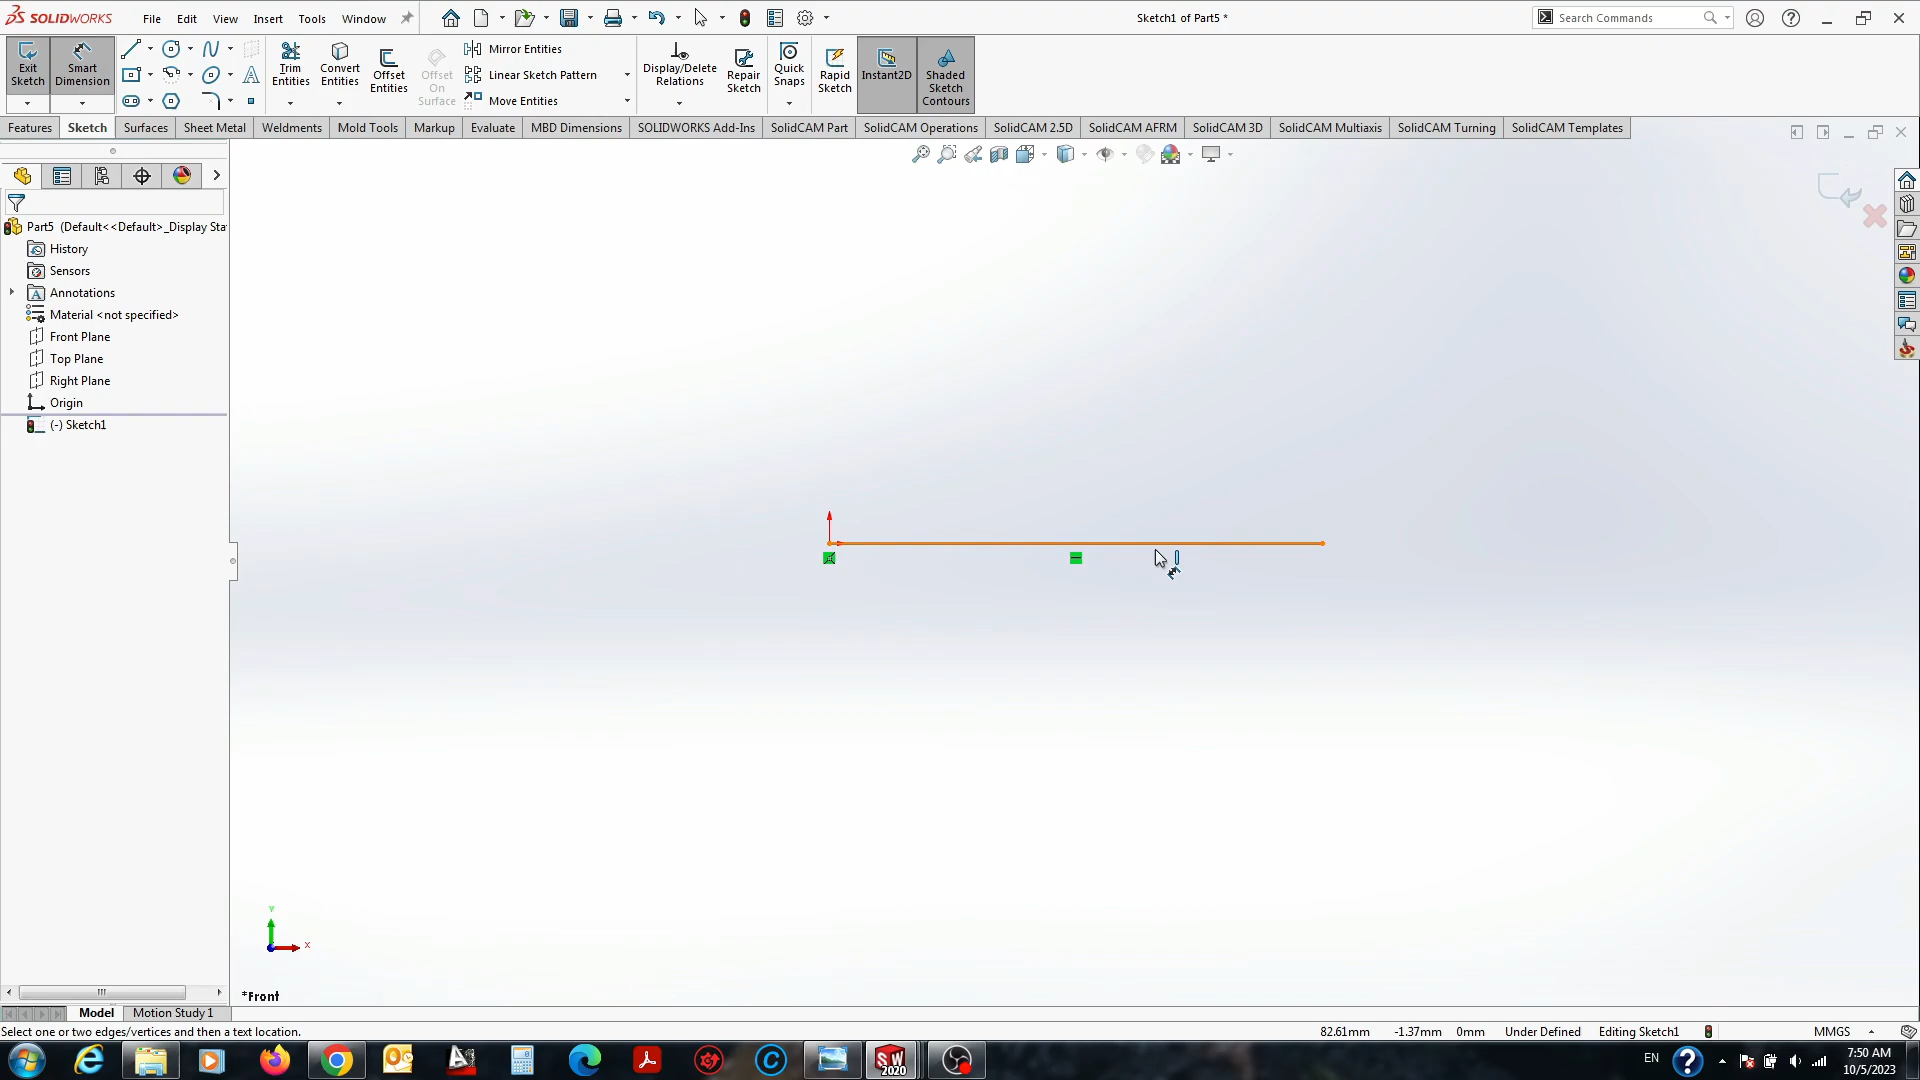 SOLIDWORKS File Edit View Insert Tools Window Sketch1 of Part5 * Search Commands
Exit Sketch
Smart Dimension
Trim Entities
Convert Entities
Offset Entities
Offset On Surface
Mirror Entities
Linear Sketch Pattern
Move Entities
Display/Delete Relations
Repair Sketch
Quick Snaps
Rapid Sketch
Instant2D
Shaded Sketch Contours
Features Sketch Surfaces Sheet Metal Weldments Mold Tools Markup Evaluate MBD Dimensions SOLIDWORKS Add-Ins SolidCAM Part SolidCAM Operations SolidCAM 2.5D SolidCAM AFRM SolidCAM 3D SolidCAM Multiaxis SolidCAM Turning SolidCAM Templates
Part5 (Default<<Default>_Display Sta
History
Sensors
Annotations
Material <not specified>
Front Plane
Top Plane
Right Plane
Origin
(-) Sketch1
Y
X
*Front
Model Motion Study 1
Select one or two edges/vertices and then a text location. 82.61mm -1.37mm 0mm Under Defined Editing Sketch1 MMGS
SW 2020
EN
7:50 AM
10/5/2023